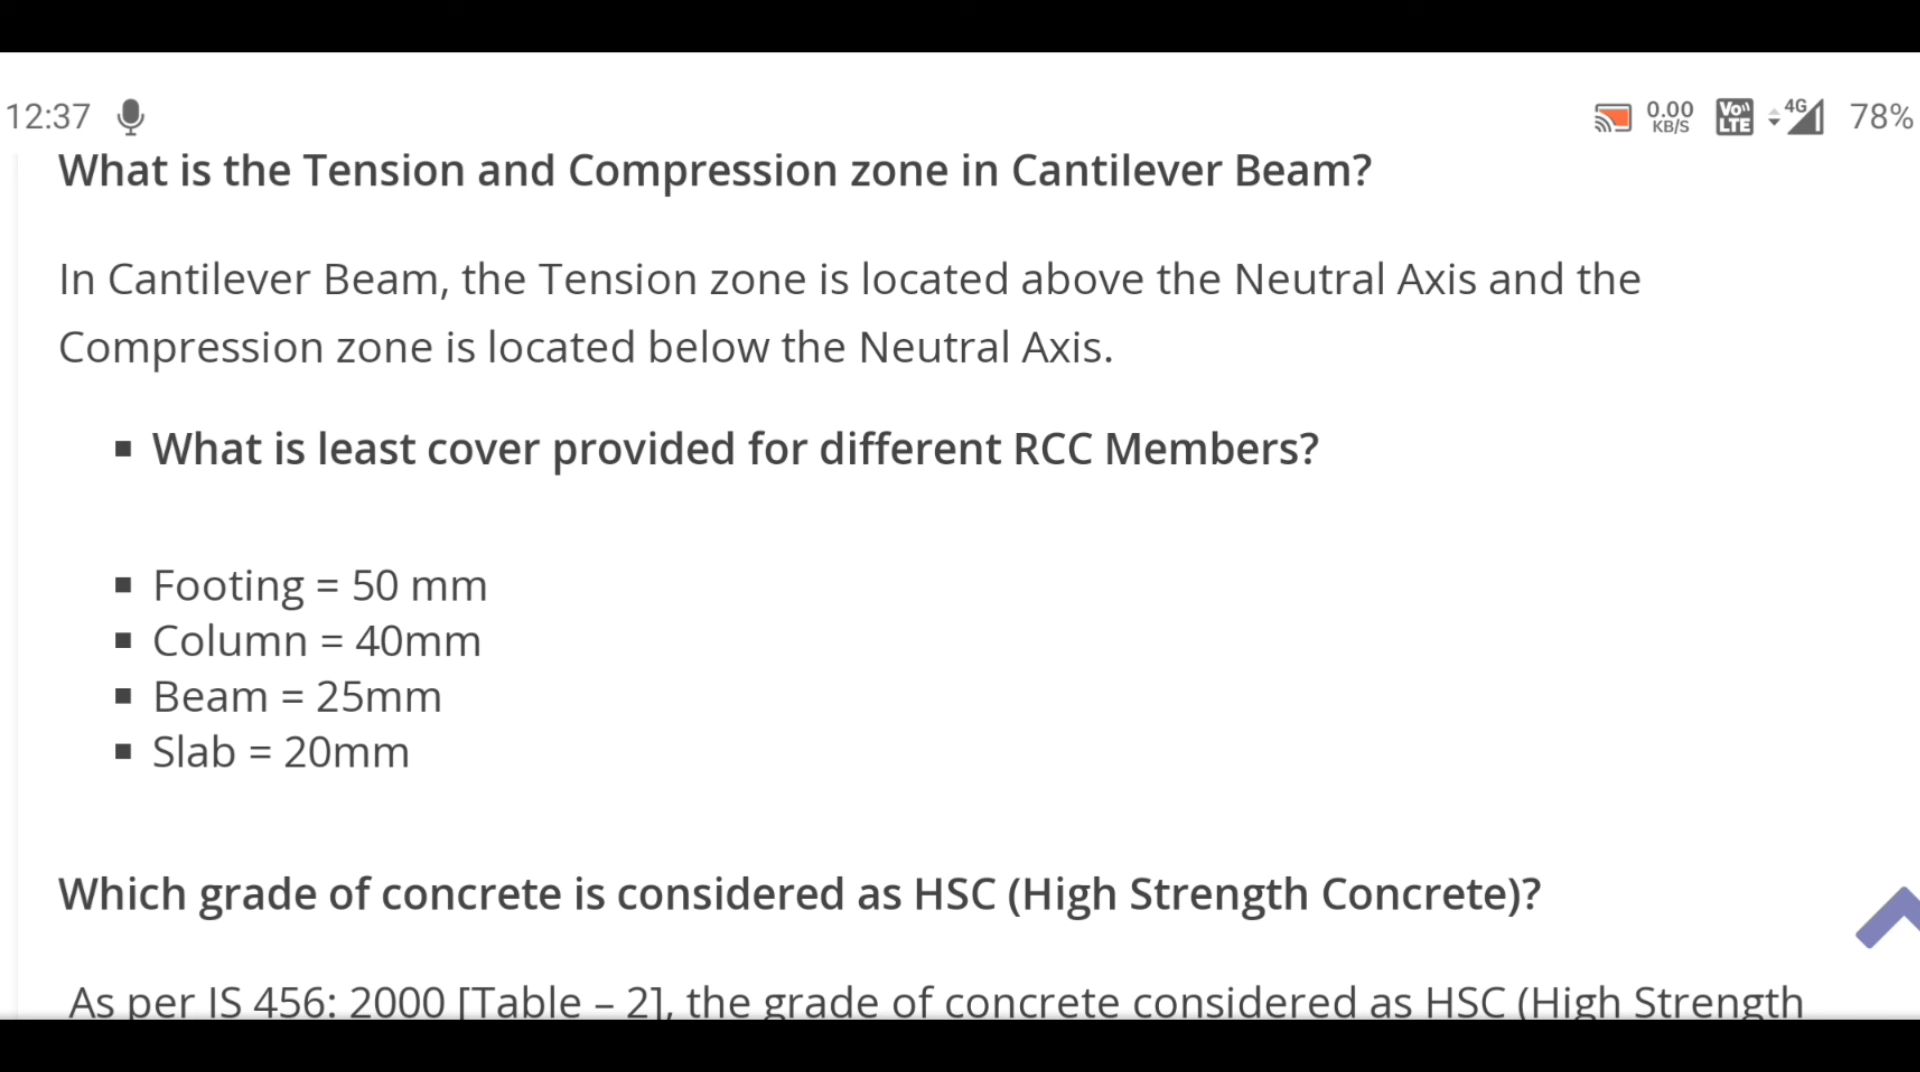 12:37
0.00 KB/S Vo)) LTE 4G 78%
What is the Tension and Compression zone in Cantilever Beam?
In Cantilever Beam, the Tension zone is located above the Neutral Axis and the
Compression zone is located below the Neutral Axis.
▪ What is least cover provided for different RCC Members?
▪ Footing = 50 mm
▪ Column = 40mm
▪ Beam = 25mm
▪ Slab = 20mm
Which grade of concrete is considered as HSC (High Strength Concrete)?
As per IS 456: 2000 [Table – 2], the grade of concrete considered as HSC (High Strength